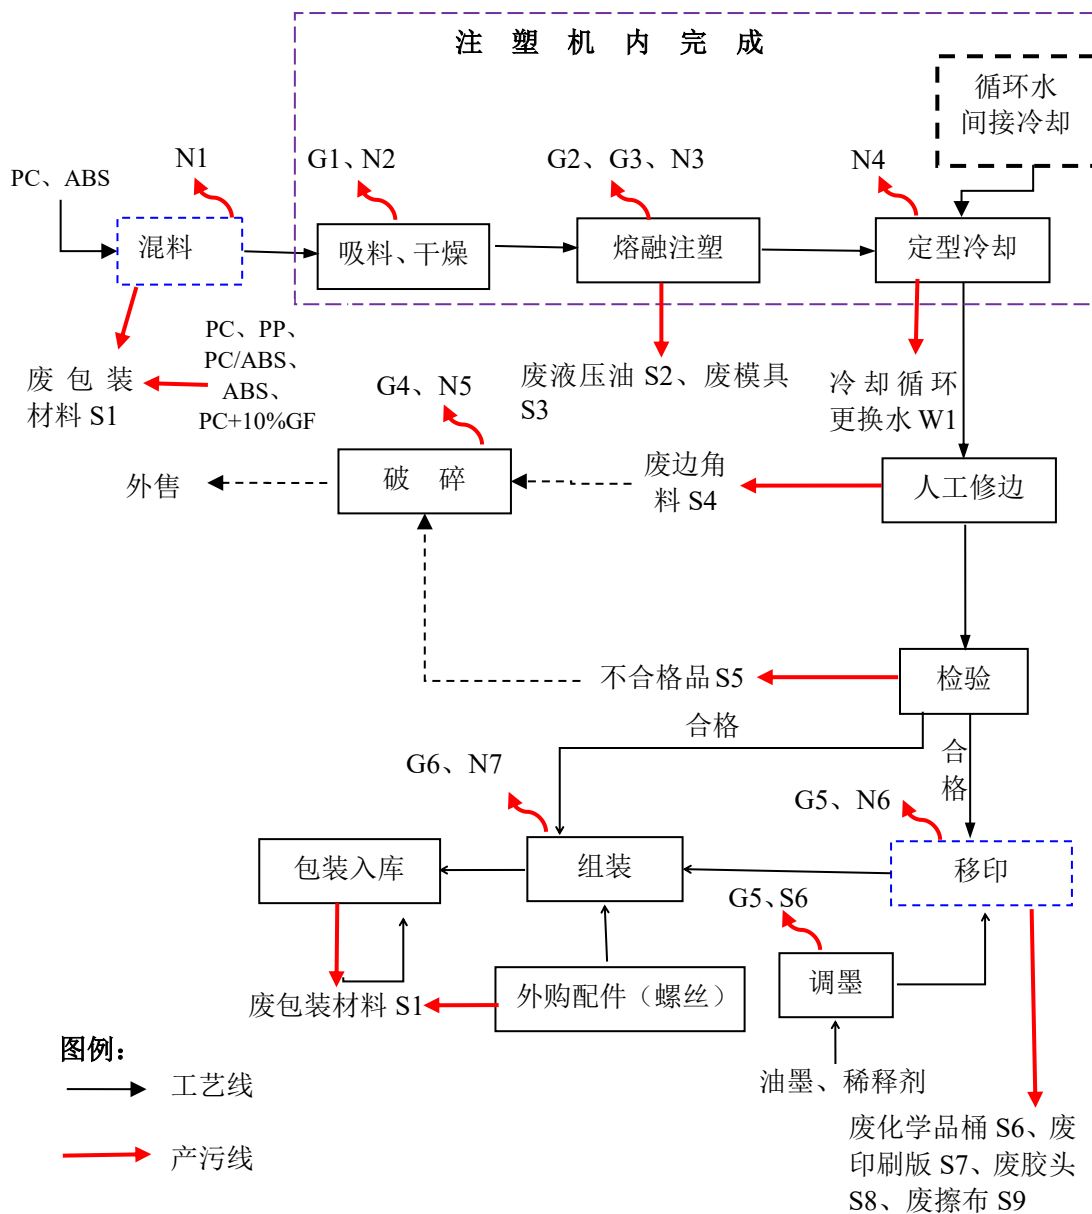 注 塑 机 内 完 成
循环水
间接冷却
N1
G1、N2
G2、G3、N3
N4
PC、ABS
混料
吸料、干燥
熔融注塑
定型冷却
PC、PP、
PC/ABS、
ABS、
PC+10%GF
废包装
材料 S1
废液压油 S2、废模具
S3
冷却循环
更换水 W1
G4、N5
外售
破 碎
废边角
料 S4
人工修边
不合格品 S5
检验
合格
合
格
G6、N7
G5、N6
包装入库
组装
移印
G5、S6
废包装材料 S1
外购配件（螺丝）
调墨
油墨、稀释剂
图例：
工艺线
产污线
废化学品桶 S6、废
印刷版 S7、废胶头
S8、废擦布 S9